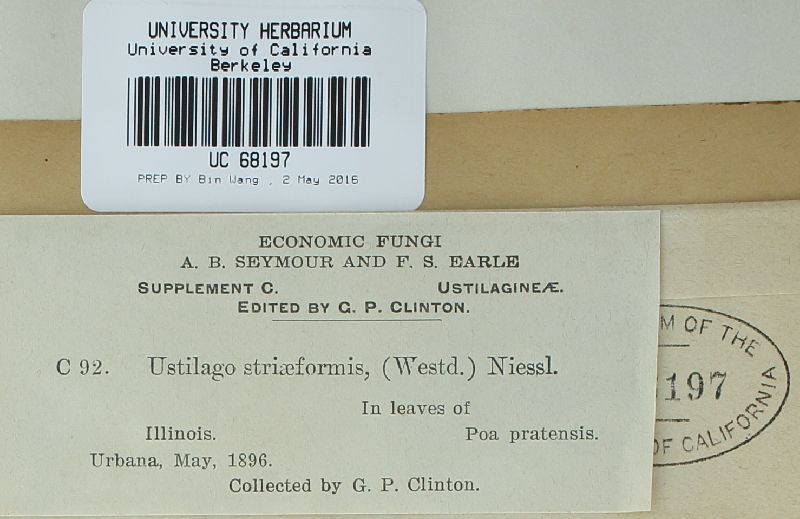 UNIVERSITY HERBARIUM
University of California
Berkeley
UC 68197
PREP BY Bin Wang , 2 May 2016
ECONOMIC FUNGI
A. B. SEYMOUR AND F. S. EARLE
SUPPLEMENT C. USTILAGINEÆ.
EDITED BY G. P. CLINTON.
C 92. Ustilago striæformis, (Westd.) Niessl.
In leaves of
Illinois. Poa pratensis.
Urbana, May, 1896.
Collected by G. P. Clinton.
M OF THE
197
OF CALIFORNIA